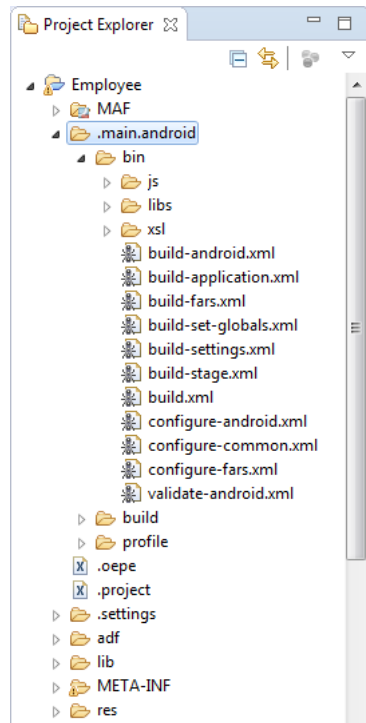 Project Explorer
Employee
MAF
.main.android
bin
js
libs
xsl
build-android.xml
build-application.xml
build-fars.xml
build-set-globals.xml
build-settings.xml
build-stage.xml
build.xml
configure-android.xml
configure-common.xml
configure-fars.xml
validate-android.xml
build
profile
.oepe
.project
.settings
adf
lib
META-INF
res